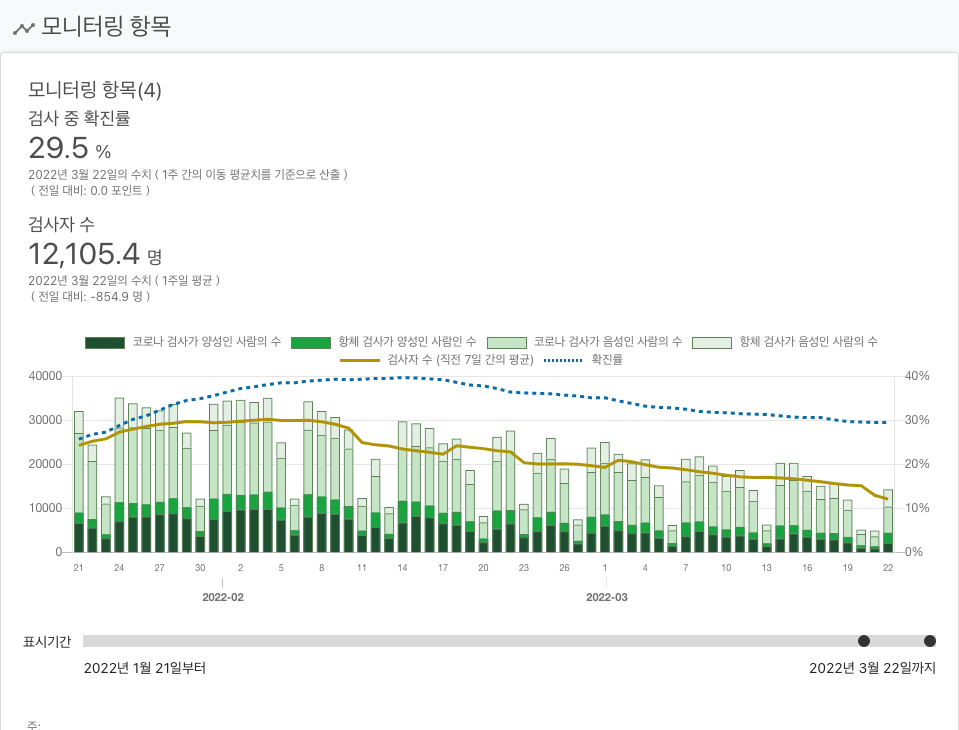 모니터링 항목
모니터링 항목(4)
검사 중 확진률
29.5 %
2022년 3월 22일의 수치 ( 1주 간의 이동 평균치를 기준으로 산출 )
( 전일 대비: 0.0 포인트 )
검사자 수
12,105.4 명
2022년 3월 22일의 수치 ( 1주일 평균 )
( 전일 대비: -854.9 명 )
코로나 검사가 양성인 사람의 수 항체 검사가 양성인 사람인 수 코로나 검사가 음성인 사람의 수 항체 검사가 음성인 사람의 수
검사자 수 (직전 7일 간의 평균) 확진률
40000 40%
30000 30%
20000 20%
10000 10%
0 0%
21 24 27 30 2 5 8 11 14 17 20 23 26 1 4 7 10 13 16 19 22
2022-02 2022-03
표시기간
2022년 1월 21일부터 2022년 3월 22일까지
주: